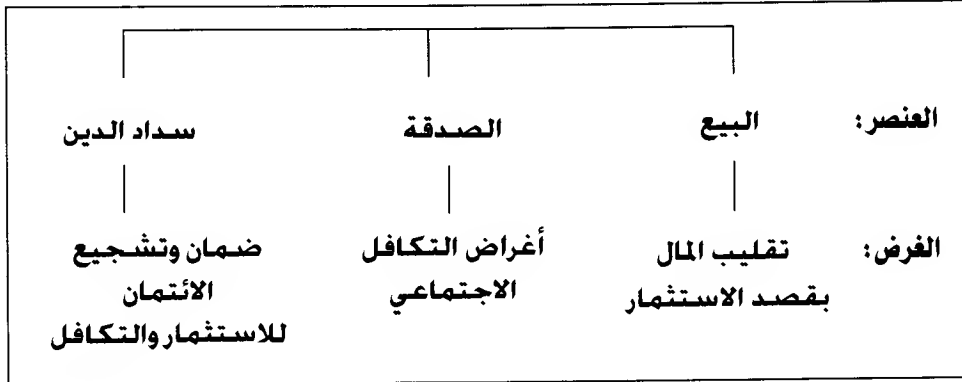 العنصر: البيع الصدقة سداد الدين
الغرض: تقليب المال أغراض التكافل ضمان وتشجيع
بقصد الاستثمار الاجتماعي الائتمان
للاستثمار والتكافل